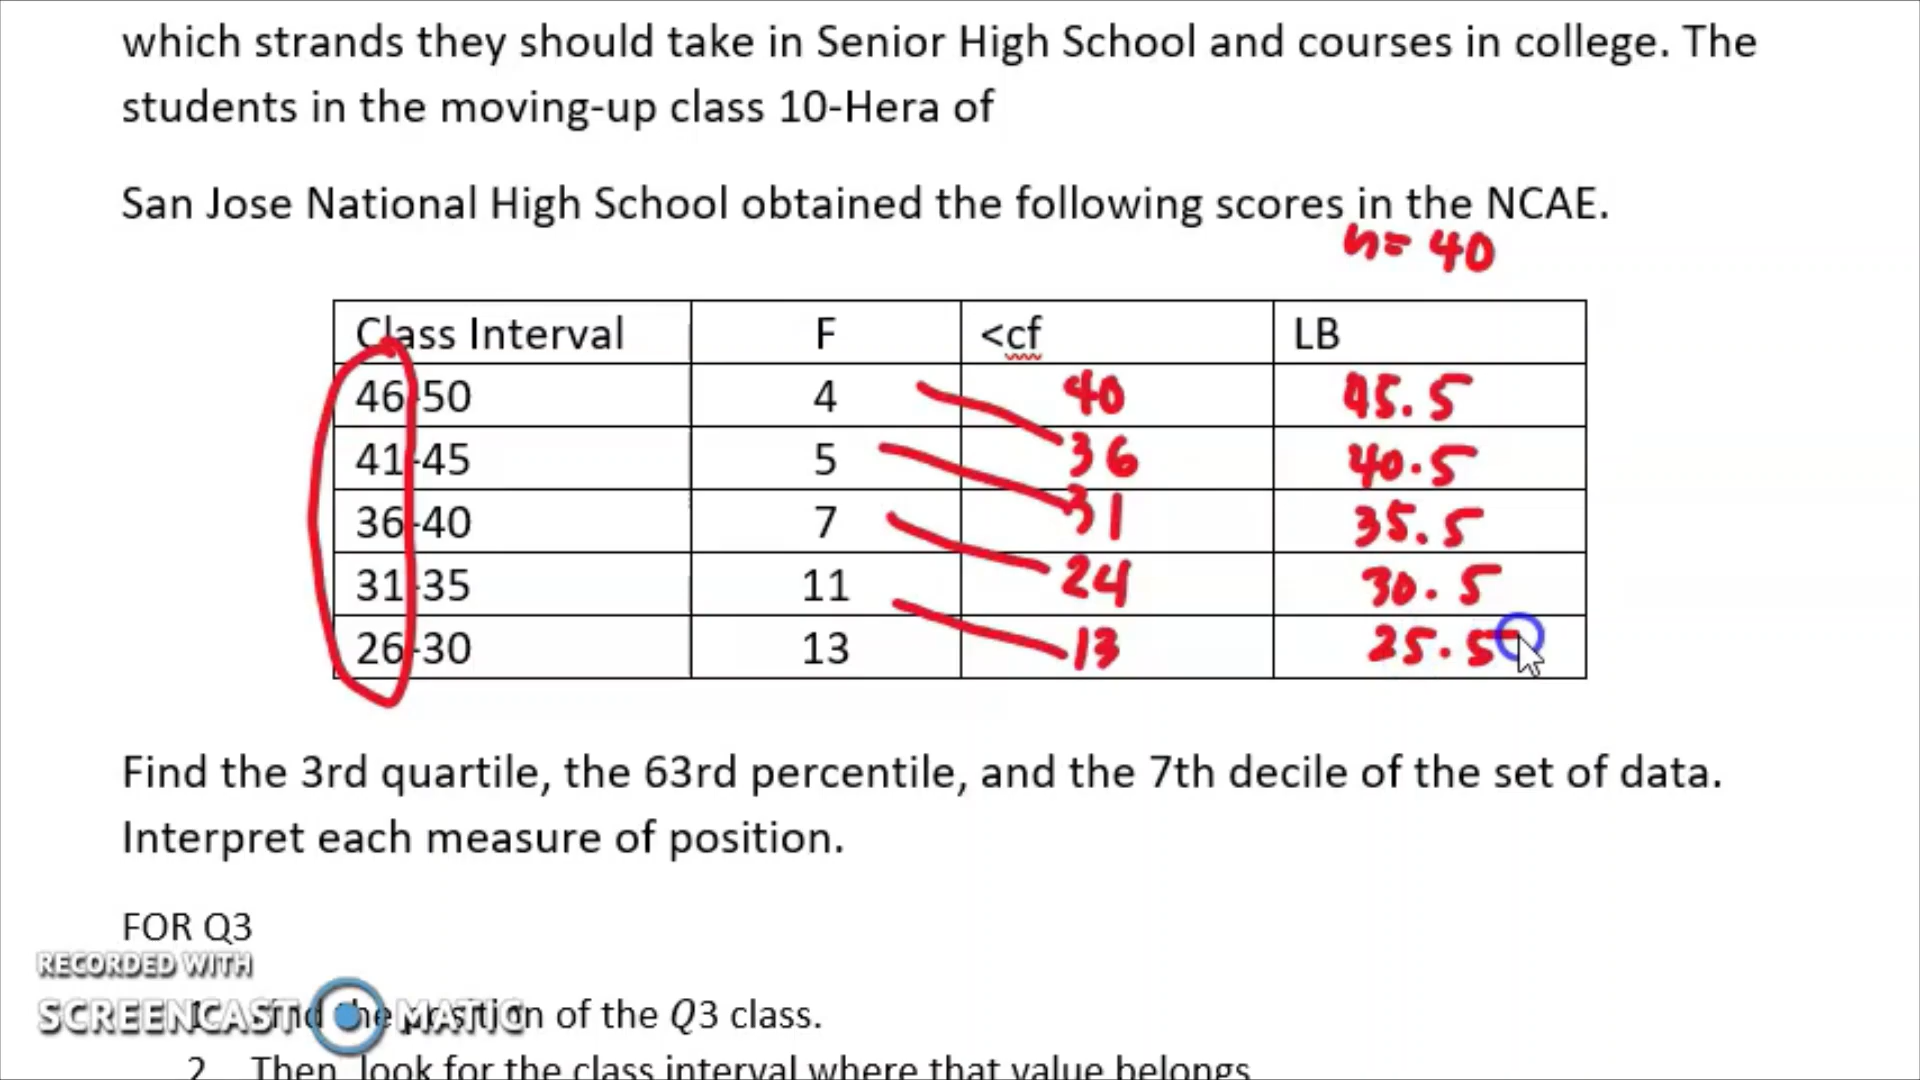 which strands they should take in Senior High School and courses in college. The
students in the moving-up class 10-Hera of
San Jose National High School obtained the following scores in the NCAE.
n= 40
Class Interval F <cf LB
46-50 4 40 45.5
41-45 5 36 40.5
36-40 7 31 35.5
31-35 11 24 30.5
26-30 13 13 25.5
Find the 3rd quartile, the 63rd percentile, and the 7th decile of the set of data.
Interpret each measure of position.
FOR Q3
RECORDED WITH
SCREENCAST MATIC
1. Find the position of the Q3 class.
2. Then, look for the class interval where that value belongs